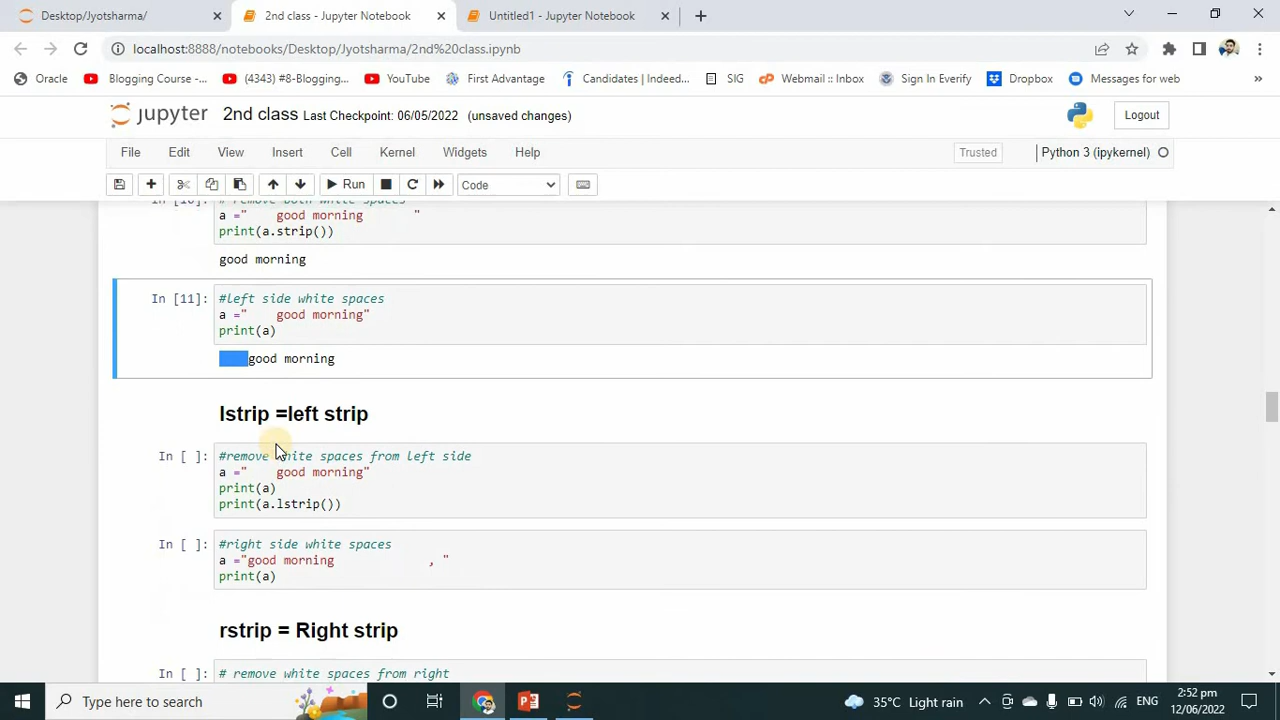 Desktop/Jyotsharma/
2nd class - Jupyter Notebook
Untitled1 - Jupyter Notebook
localhost:8888/notebooks/Desktop/Jyotsharma/2nd%20class.ipynb
Oracle
Blogging Course -...
(4343) #8-Blogging...
YouTube
First Advantage
Candidates | Indeed...
SIG
Webmail :: Inbox
Sign In Everify
Dropbox
Messages for web
»
jupyter
2nd class Last Checkpoint: 06/05/2022 (unsaved changes)
Logout
File Edit View Insert Cell Kernel Widgets Help
Trusted
Python 3 (ipykernel)
Run
Code
In [10]: # remove both white spaces
a ="    good morning       "
print(a.strip())
good morning
In [11]: #left side white spaces
a ="    good morning"
print(a)
    good morning
lstrip =left strip
In [ ]: #remove white spaces from left side
a ="    good morning"
print(a)
print(a.lstrip())
In [ ]: #right side white spaces
a ="good morning             , "
print(a)
rstrip = Right strip
In [ ]: # remove white spaces from right
Type here to search
35°C Light rain
ENG
2:52 pm
12/06/2022